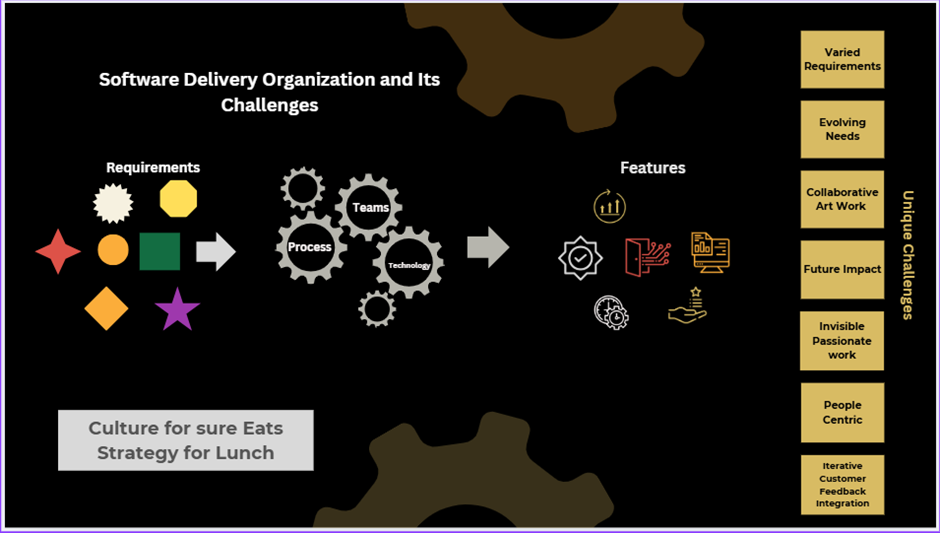 Software Delivery Organization and Its
Challenges
Requirements
Teams
Process
Technology
Features
Varied
Requirements
Evolving
Needs
Collaborative
Art Work
Future Impact
Invisible
Passionate
work
People
Centric
Iterative
Customer
Feedback
Integration
Unique Challenges
Culture for sure Eats
Strategy for Lunch